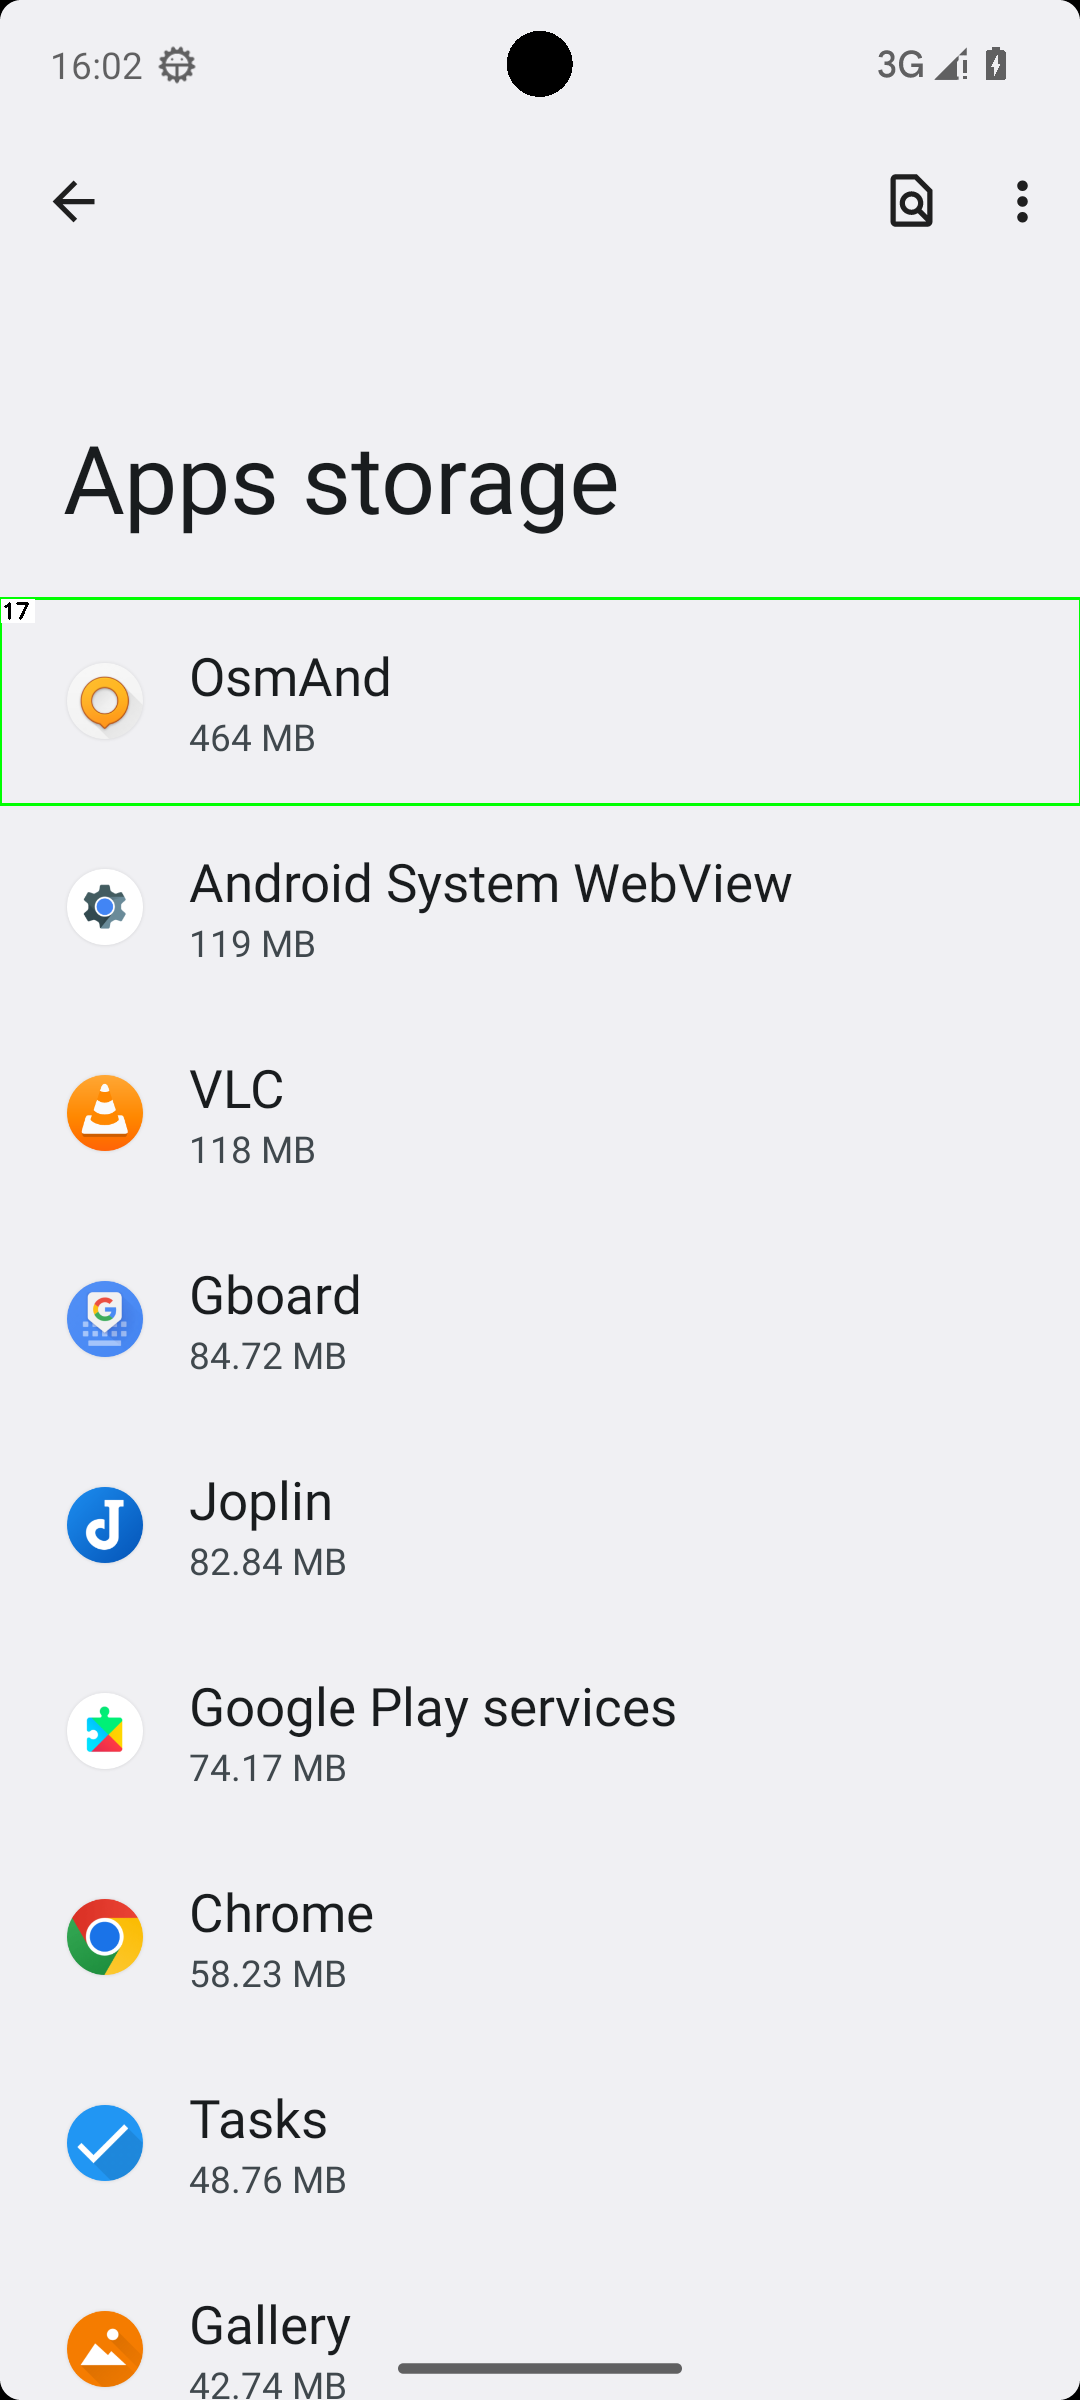 16:02
3G
Apps storage
17
OsmAnd
464 MB
Android System WebView
119 MB
VLC
118 MB
Gboard
84.72 MB
Joplin
82.84 MB
Google Play services
74.17 MB
Chrome
58.23 MB
Tasks
48.76 MB
Gallery
42.74 MB